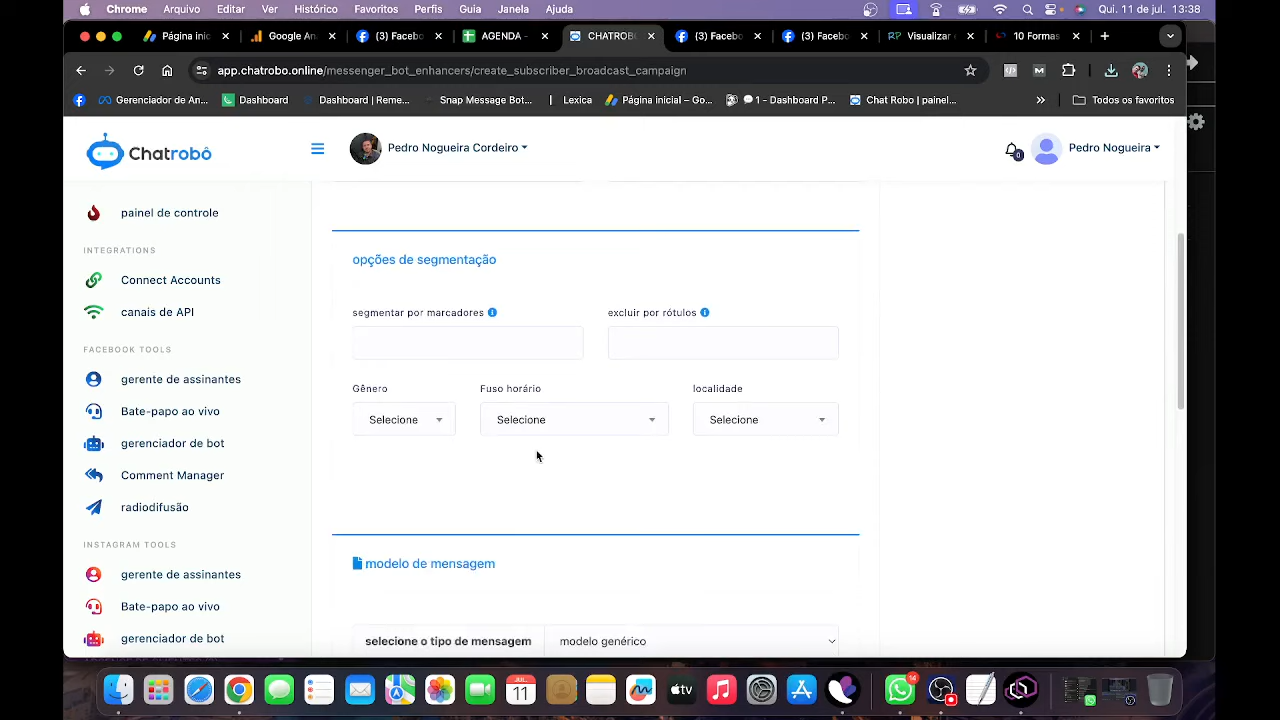 Chrome Arquivo Editar Ver Histórico Favoritos Perfis Guia Janela Ajuda Qui. 11 de jul. 13:38
Página inic Google An (3) Facebo AGENDA - CHATROBO (3) Facebo (3) Facebo Visualizar 10 Formas
app.chatrobo.online/messenger_bot_enhancers/create_subscriber_broadcast_campaign
Gerenciador de An... Dashboard Dashboard | Reme... Snap Message Bot... Lexica Página inicial – Go... 1 - Dashboard P... Chat Robo | painel... Todos os favoritos
Chatrobô
Pedro Nogueira Cordeiro
0
Pedro Nogueira
painel de controle
INTEGRATIONS
Connect Accounts
canais de API
FACEBOOK TOOLS
gerente de assinantes
Bate-papo ao vivo
gerenciador de bot
Comment Manager
radiodifusão
INSTAGRAM TOOLS
gerente de assinantes
Bate-papo ao vivo
gerenciador de bot
opções de segmentação
segmentar por marcadores excluir por rótulos
Gênero Fuso horário localidade
Selecione Selecione Selecione
modelo de mensagem
selecione o tipo de mensagem modelo genérico
JUL.
11
tv
14